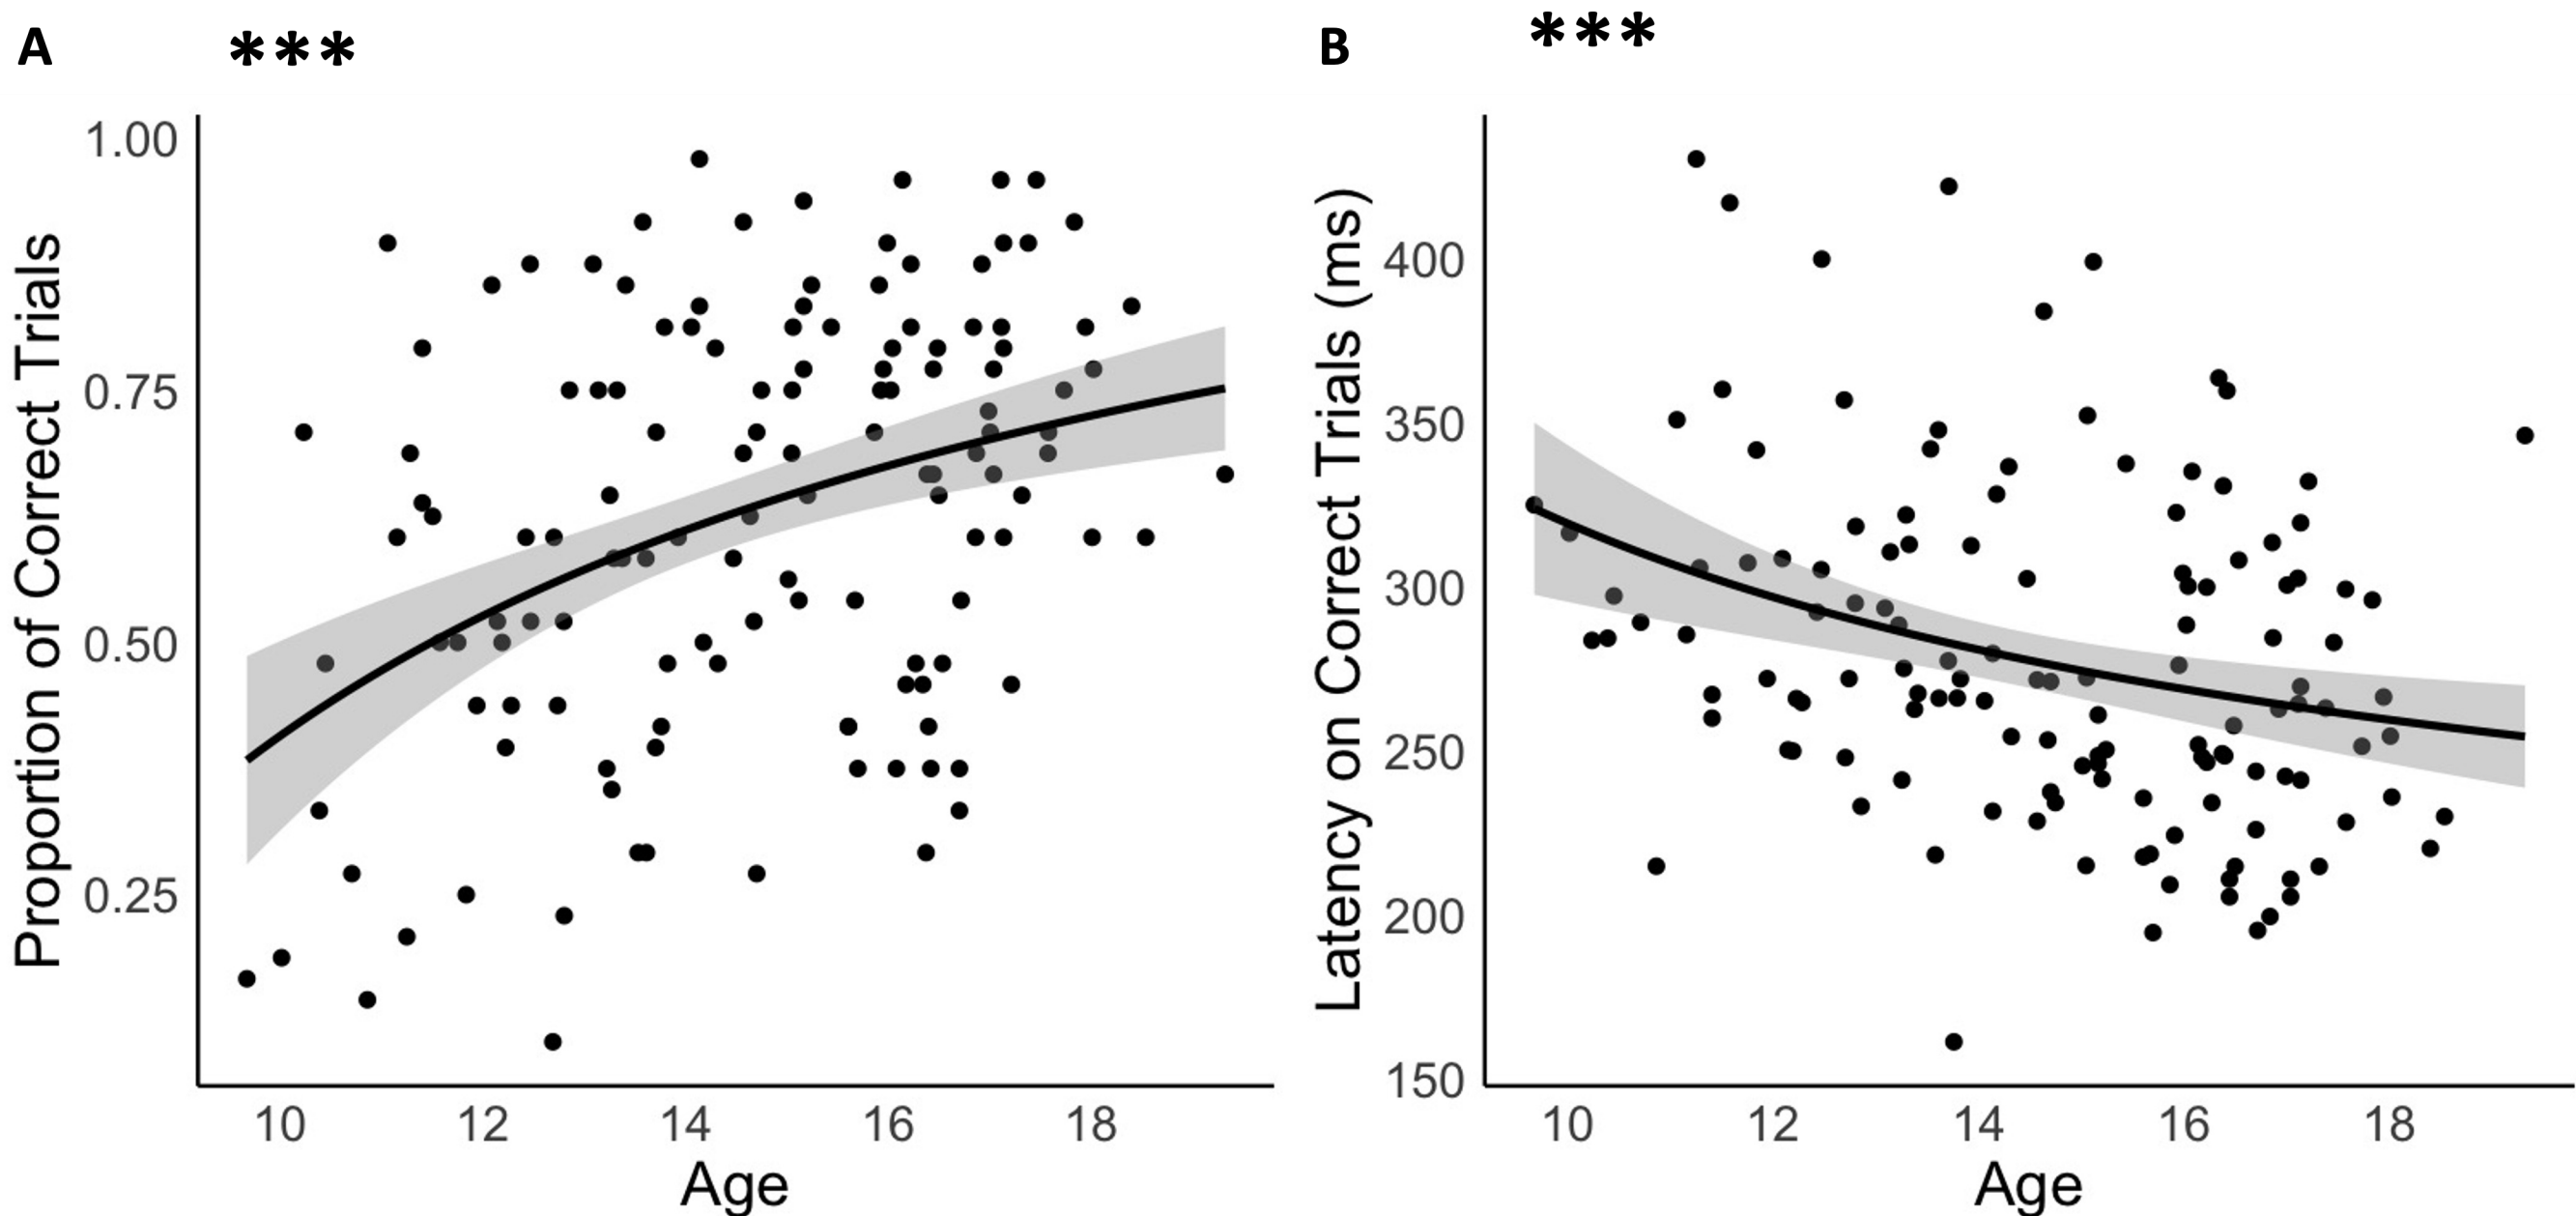 A ***
Proportion of Correct Trials
1.00
0.75
0.50
0.25
10 12 14 16 18
Age
B ***
Latency on Correct Trials (ms)
400
350
300
250
200
150
10 12 14 16 18
Age